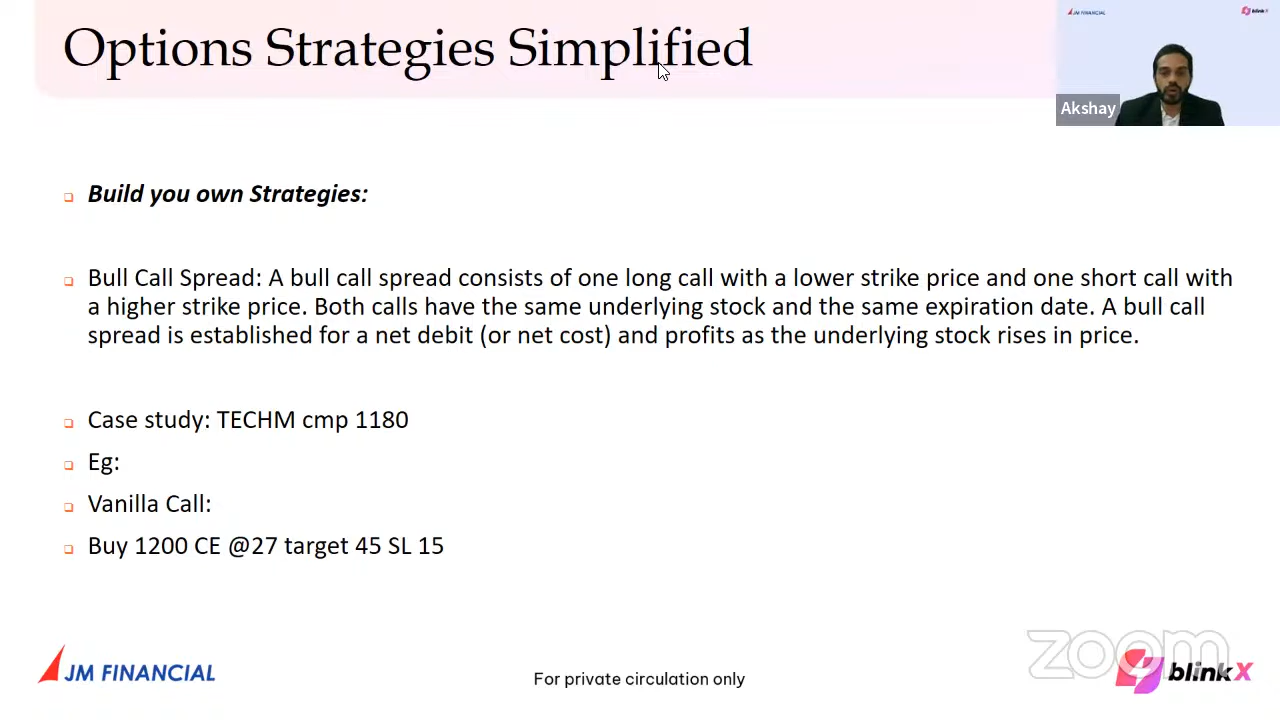 Options Strategies Simplified
JM FINANCIAL
blinkX
Akshay
Build you own Strategies:
Bull Call Spread: A bull call spread consists of one long call with a lower strike price and one short call with
a higher strike price. Both calls have the same underlying stock and the same expiration date. A bull call
spread is established for a net debit (or net cost) and profits as the underlying stock rises in price.
Case study: TECHM cmp 1180
Eg:
Vanilla Call:
Buy 1200 CE @27 target 45 SL 15
JM FINANCIAL
For private circulation only
zoom
blinkX